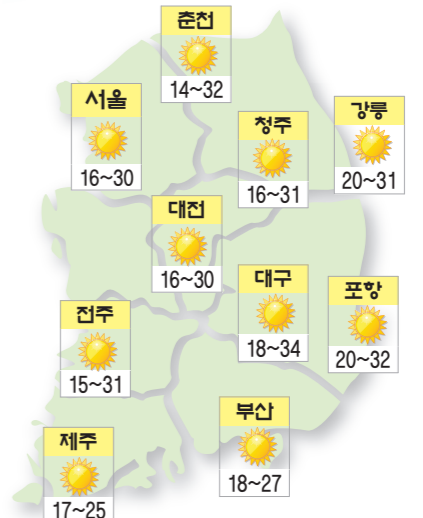 춘천
14~32
서울
16~30
청주
16~31
강릉
20~31
대전
16~30
대구
18~34
포항
20~32
전주
15~31
부산
18~27
제주
17~25